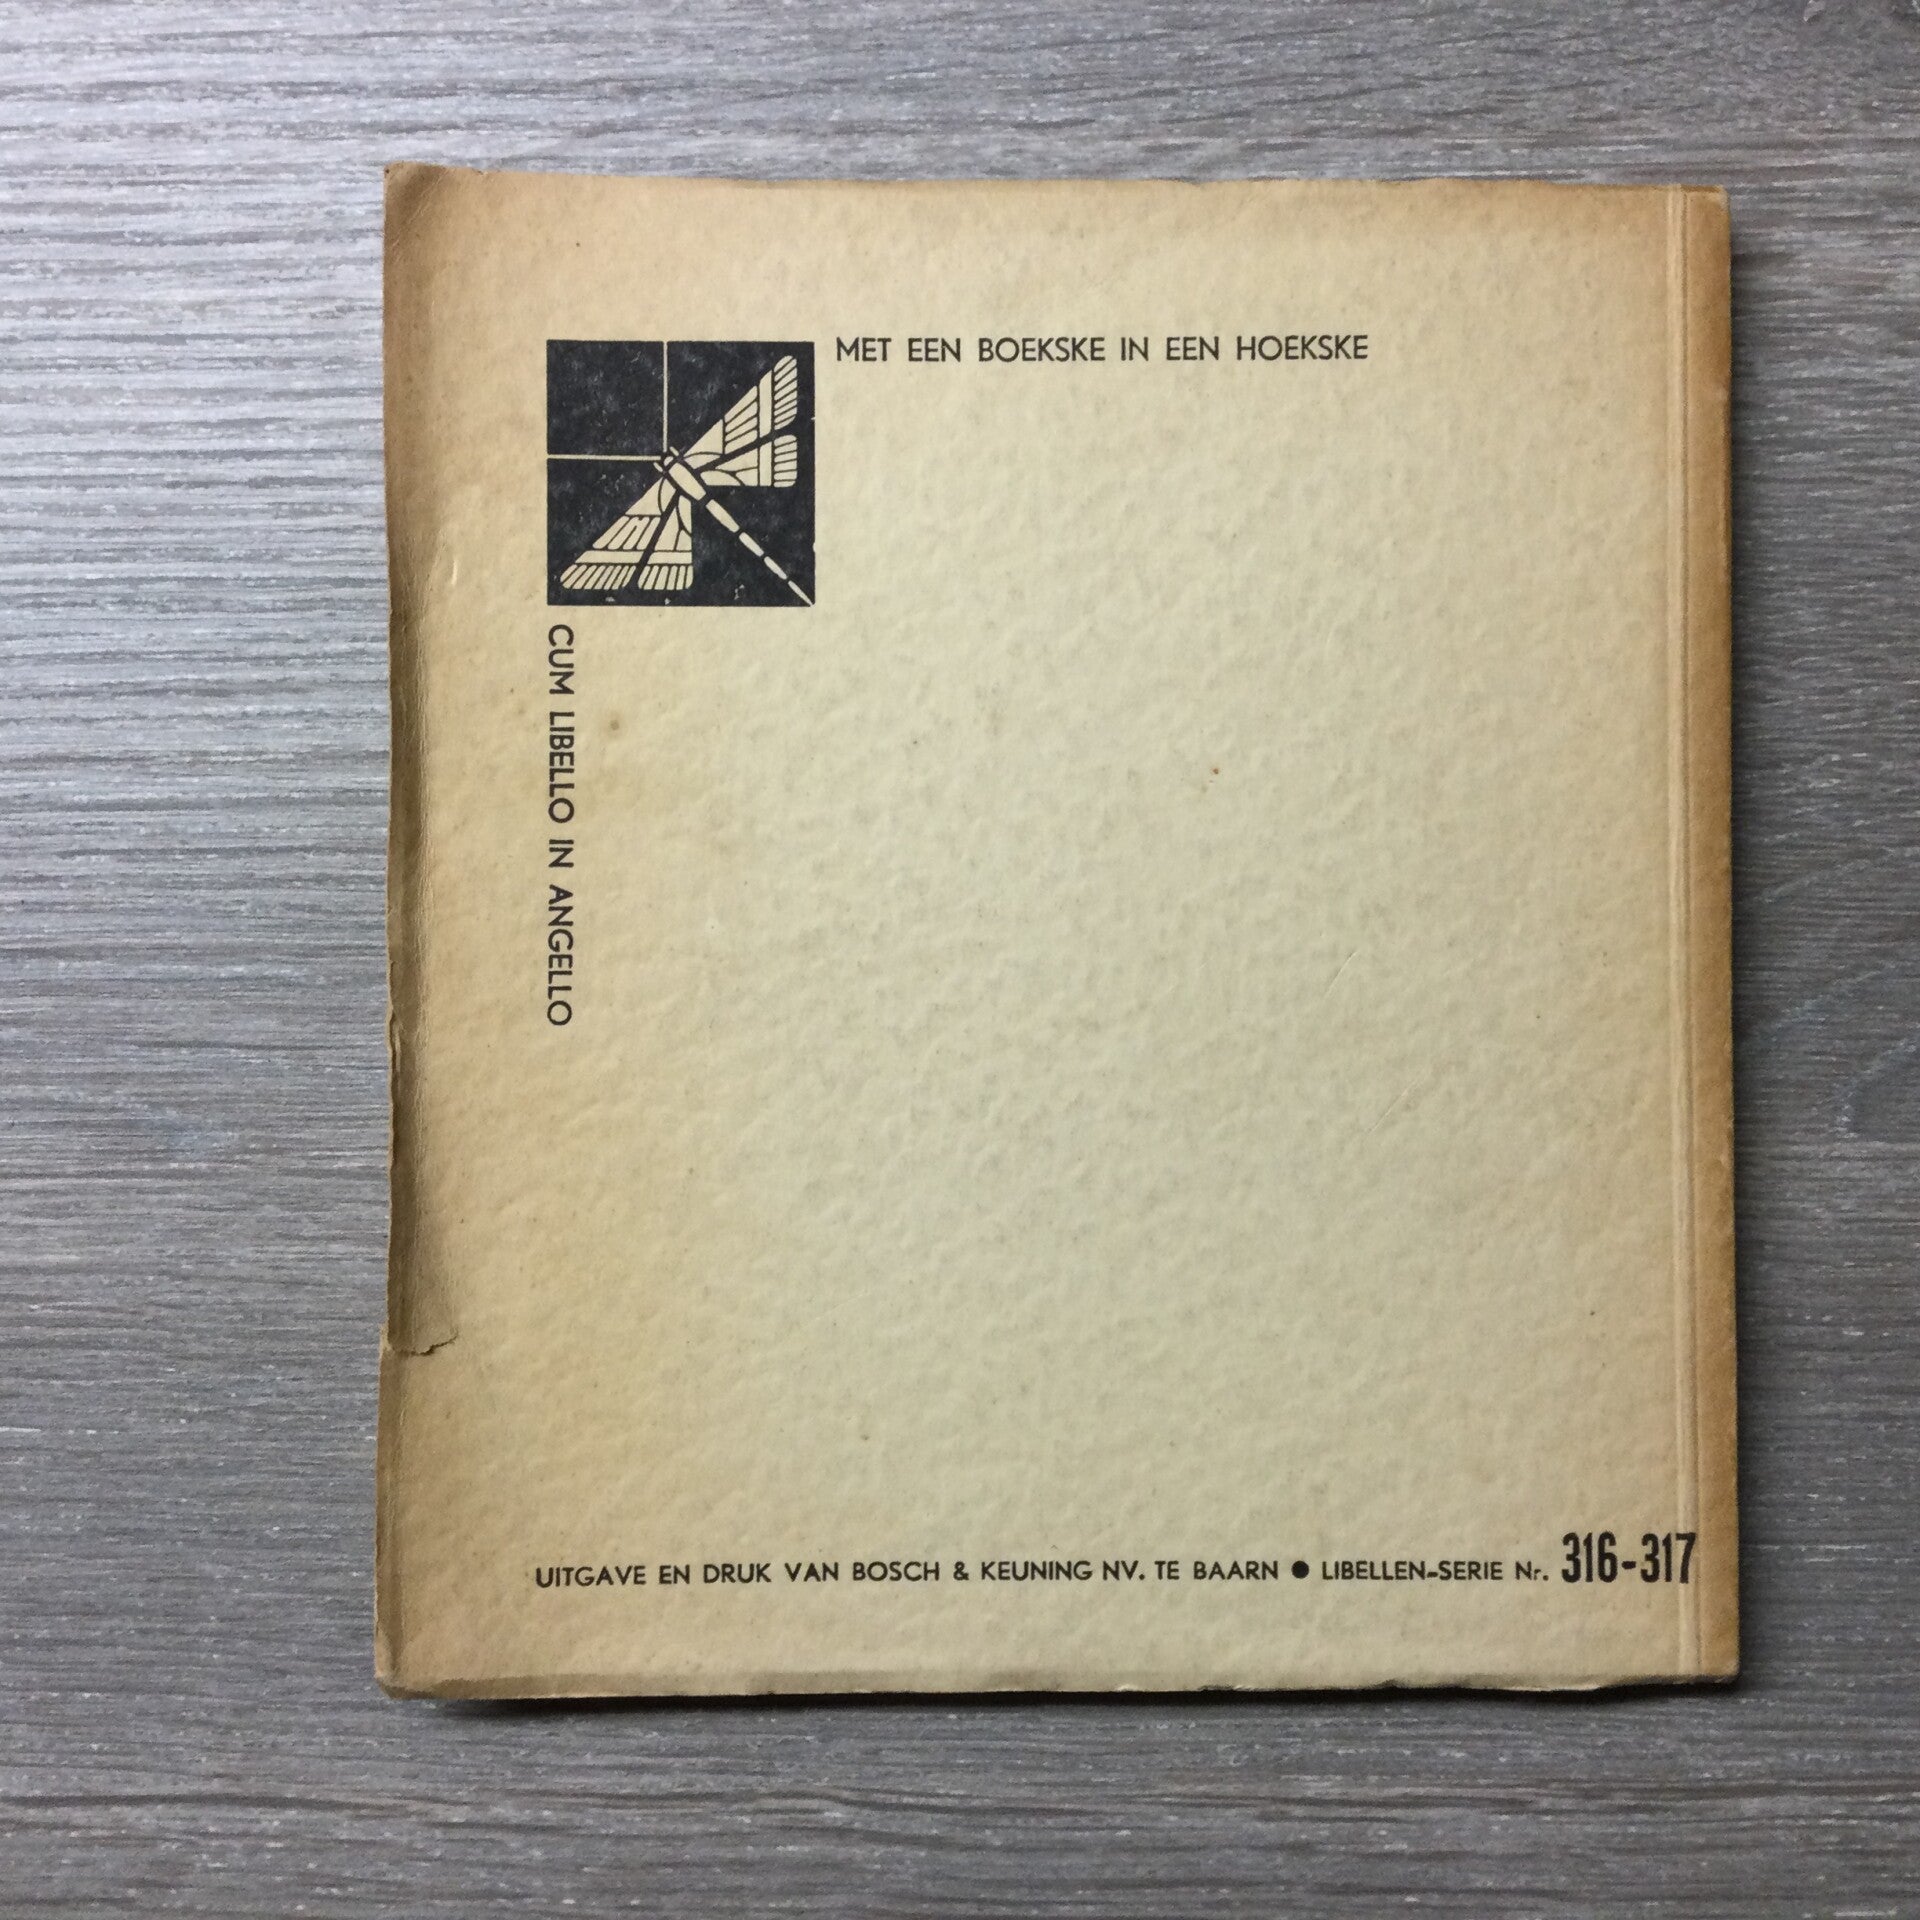 MET EEN BOEKSKE IN EEN HOEKSKE
CUM LIBELLO IN ANGELLO
UITGAVE EN DRUK VAN BOSCH & KEUNING NV. TE BAARN ● LIBELLEN-SERIE Nr. 316-317